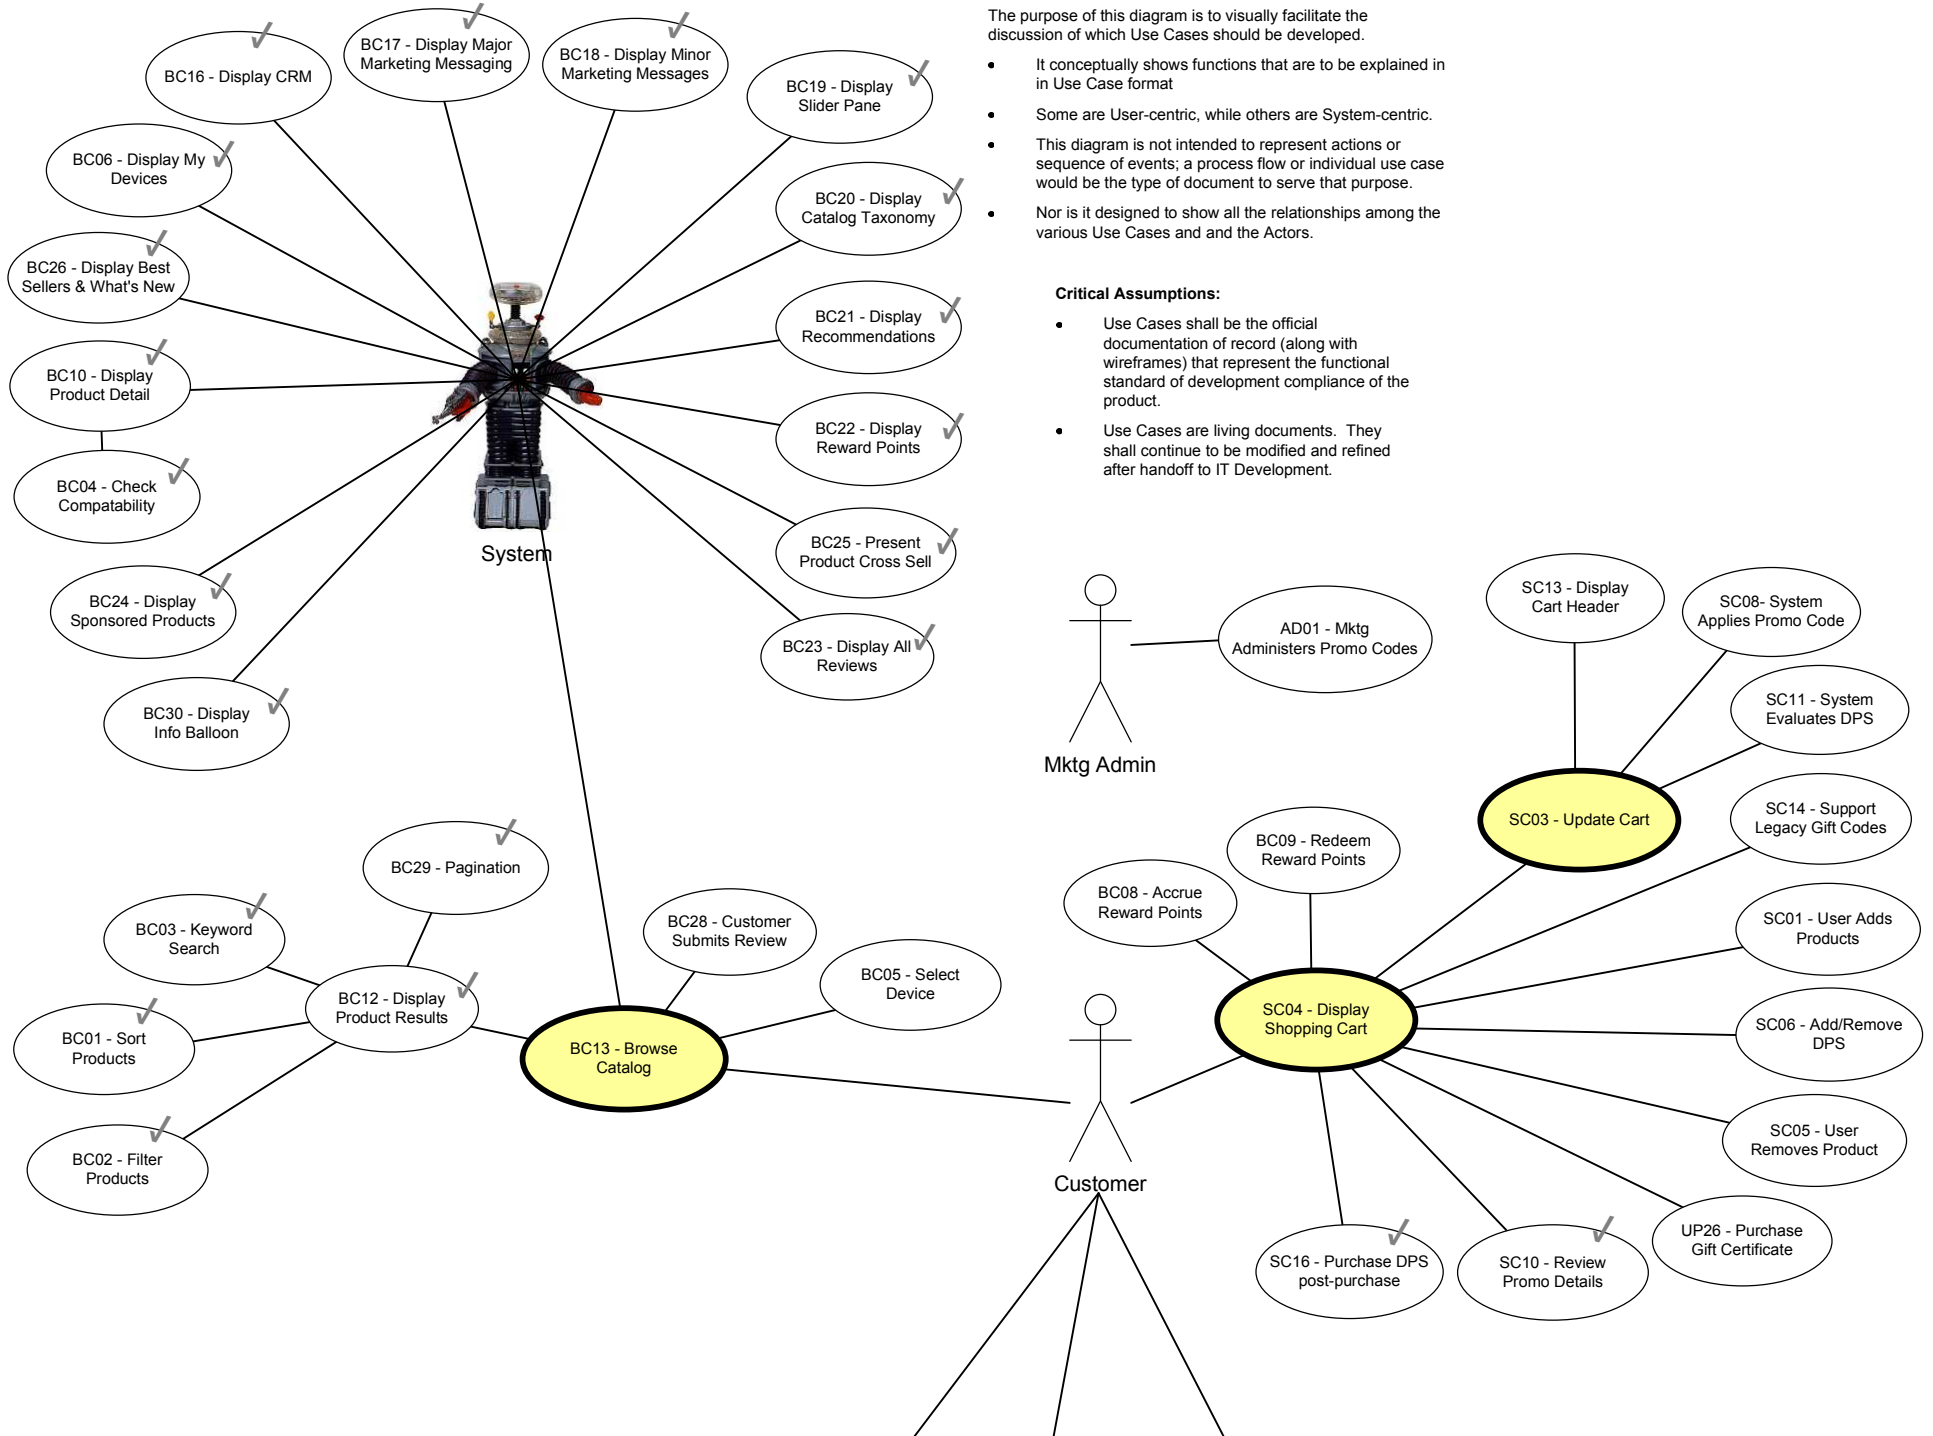 The purpose of this diagram is to visually facilitate the
discussion of which Use Cases should be developed.
It conceptually shows functions that are to be explained in
in Use Case format
Some are User-centric, while others are System-centric.
This diagram is not intended to represent actions or
sequence of events; a process flow or individual use case
would be the type of document to serve that purpose.
Nor is it designed to show all the relationships among the
various Use Cases and and the Actors.
Critical Assumptions:
Use Cases shall be the official
documentation of record (along with
wireframes) that represent the functional
standard of development compliance of the
product.
Use Cases are living documents.  They
shall continue to be modified and refined
after handoff to IT Development.
BC17 - Display Major
Marketing Messaging
BC18 - Display Minor
Marketing Messages
BC16 - Display CRM
BC19 - Display
Slider Pane
BC06 - Display My
Devices
BC20 - Display
Catalog Taxonomy
BC26 - Display Best
Sellers & What's New
BC21 - Display
Recommendations
BC10 - Display
Product Detail
BC22 - Display
Reward Points
BC04 - Check
Compatability
BC25 - Present
Product Cross Sell
System
BC24 - Display
Sponsored Products
BC23 - Display All
Reviews
BC30 - Display
Info Balloon
AD01 - Mktg
Administers Promo Codes
Mktg Admin
SC13 - Display
Cart Header
SC08- System
Applies Promo Code
SC11 - System
Evaluates DPS
SC03 - Update Cart
SC14 - Support
Legacy Gift Codes
BC09 - Redeem
Reward Points
BC08 - Accrue
Reward Points
SC01 - User Adds
Products
SC04 - Display
Shopping Cart
SC06 - Add/Remove
DPS
SC05 - User
Removes Product
UP26 - Purchase
Gift Certificate
SC10 - Review
Promo Details
SC16 - Purchase DPS
post-purchase
BC29 - Pagination
BC03 - Keyword
Search
BC28 - Customer
Submits Review
BC05 - Select
Device
BC12 - Display
Product Results
BC01 - Sort
Products
BC13 - Browse
Catalog
BC02 - Filter
Products
Customer